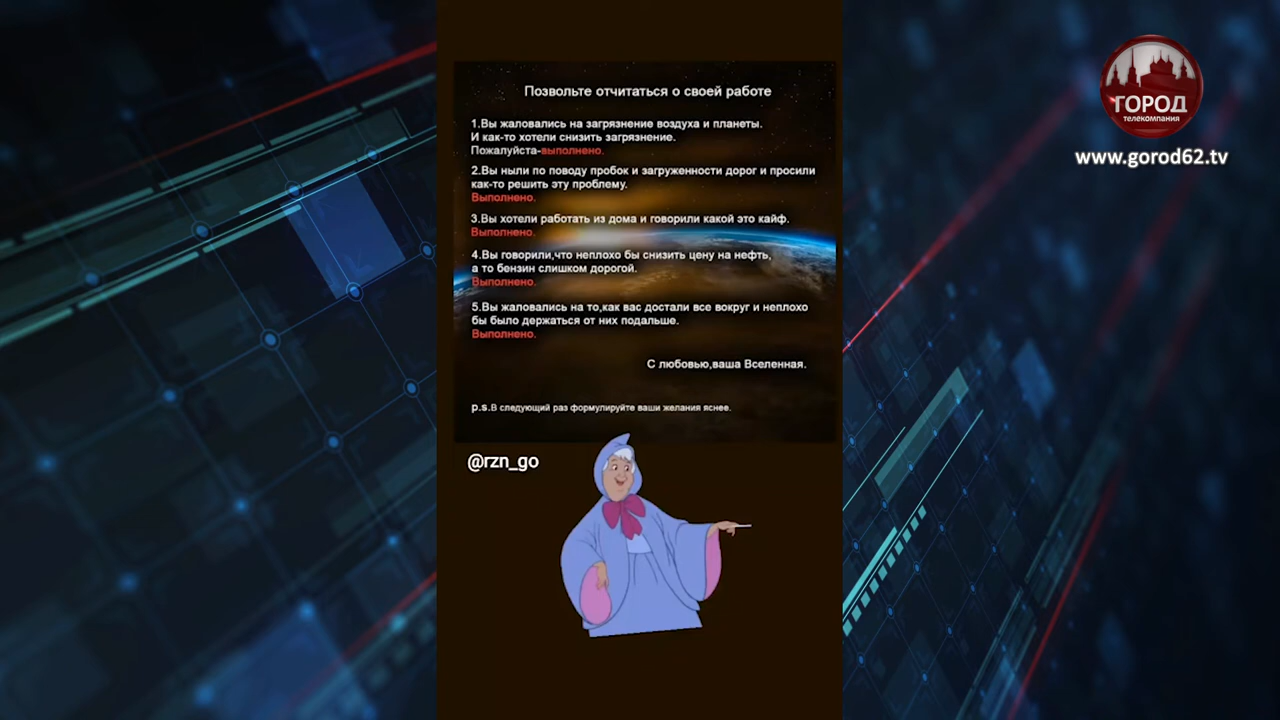 ГОРОД
телекомпания
www.gorod62.tv
Позвольте отчитаться о своей работе
1.Вы жаловались на загрязнение воздуха и планеты.
И как-то хотели снизить загрязнение.
Пожалуйста-выполнено.
2.Вы ныли по поводу пробок и загруженности дорог и просили
как-то решить эту проблему.
Выполнено.
3.Вы хотели работать из дома и говорили какой это кайф.
Выполнено.
4.Вы говорили,что неплохо бы снизить цену на нефть,
а то бензин слишком дорогой.
Выполнено.
5.Вы жаловались на то,как вас достали все вокруг и неплохо
бы было держаться от них подальше.
Выполнено.
С любовью,ваша Вселенная.
p.s.В следующий раз формулируйте ваши желания яснее.
@rzn_go